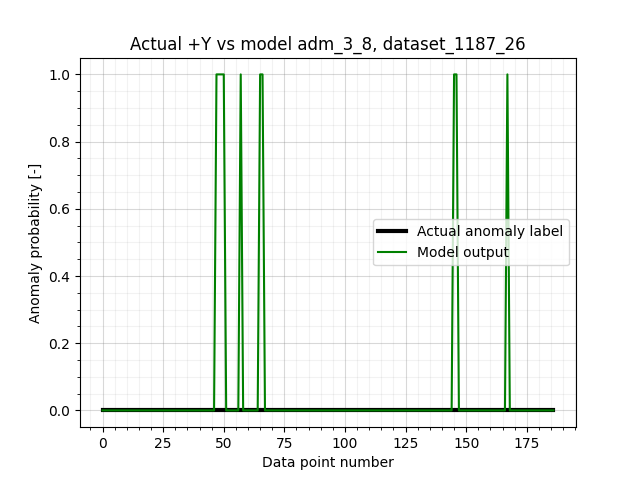 Actual +Y vs model adm_3_8, dataset_1187_26
1.0
0.8
0.6
0.4
0.2
0.0
Anomaly probability [-]
Actual anomaly label
Model output
0 25 50 75 100 125 150 175
Data point number